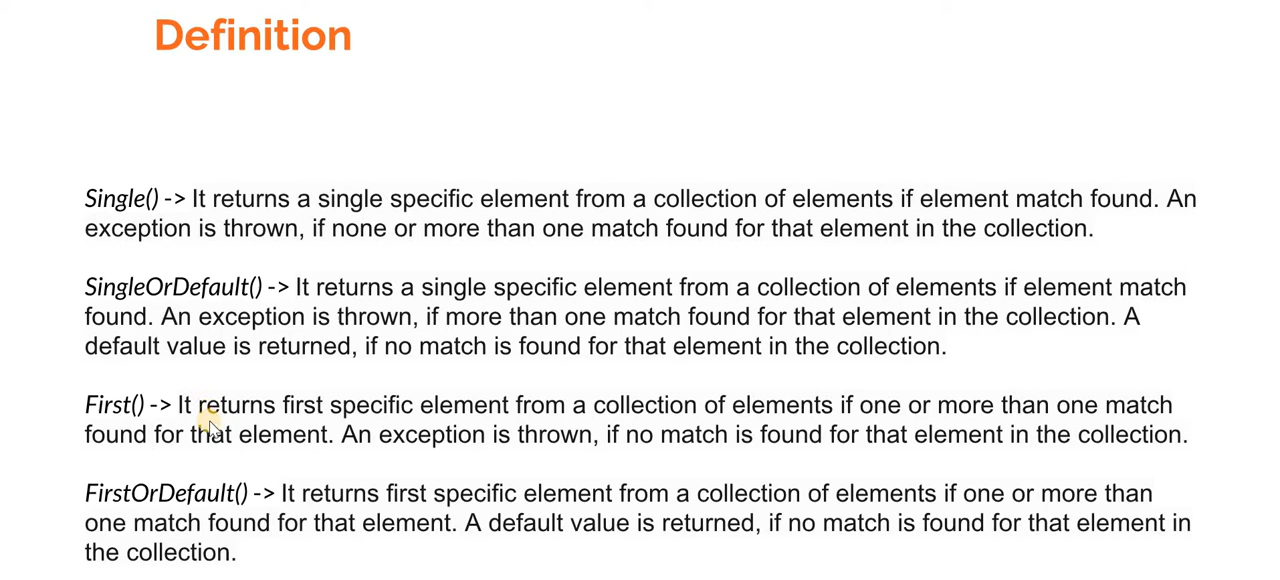 Definition
Single() -> It returns a single specific element from a collection of elements if element match found. An
exception is thrown, if none or more than one match found for that element in the collection.
SingleOrDefault() -> It returns a single specific element from a collection of elements if element match
found. An exception is thrown, if more than one match found for that element in the collection. A
default value is returned, if no match is found for that element in the collection.
First() -> It returns first specific element from a collection of elements if one or more than one match
found for that element. An exception is thrown, if no match is found for that element in the collection.
FirstOrDefault() -> It returns first specific element from a collection of elements if one or more than
one match found for that element. A default value is returned, if no match is found for that element in
the collection.